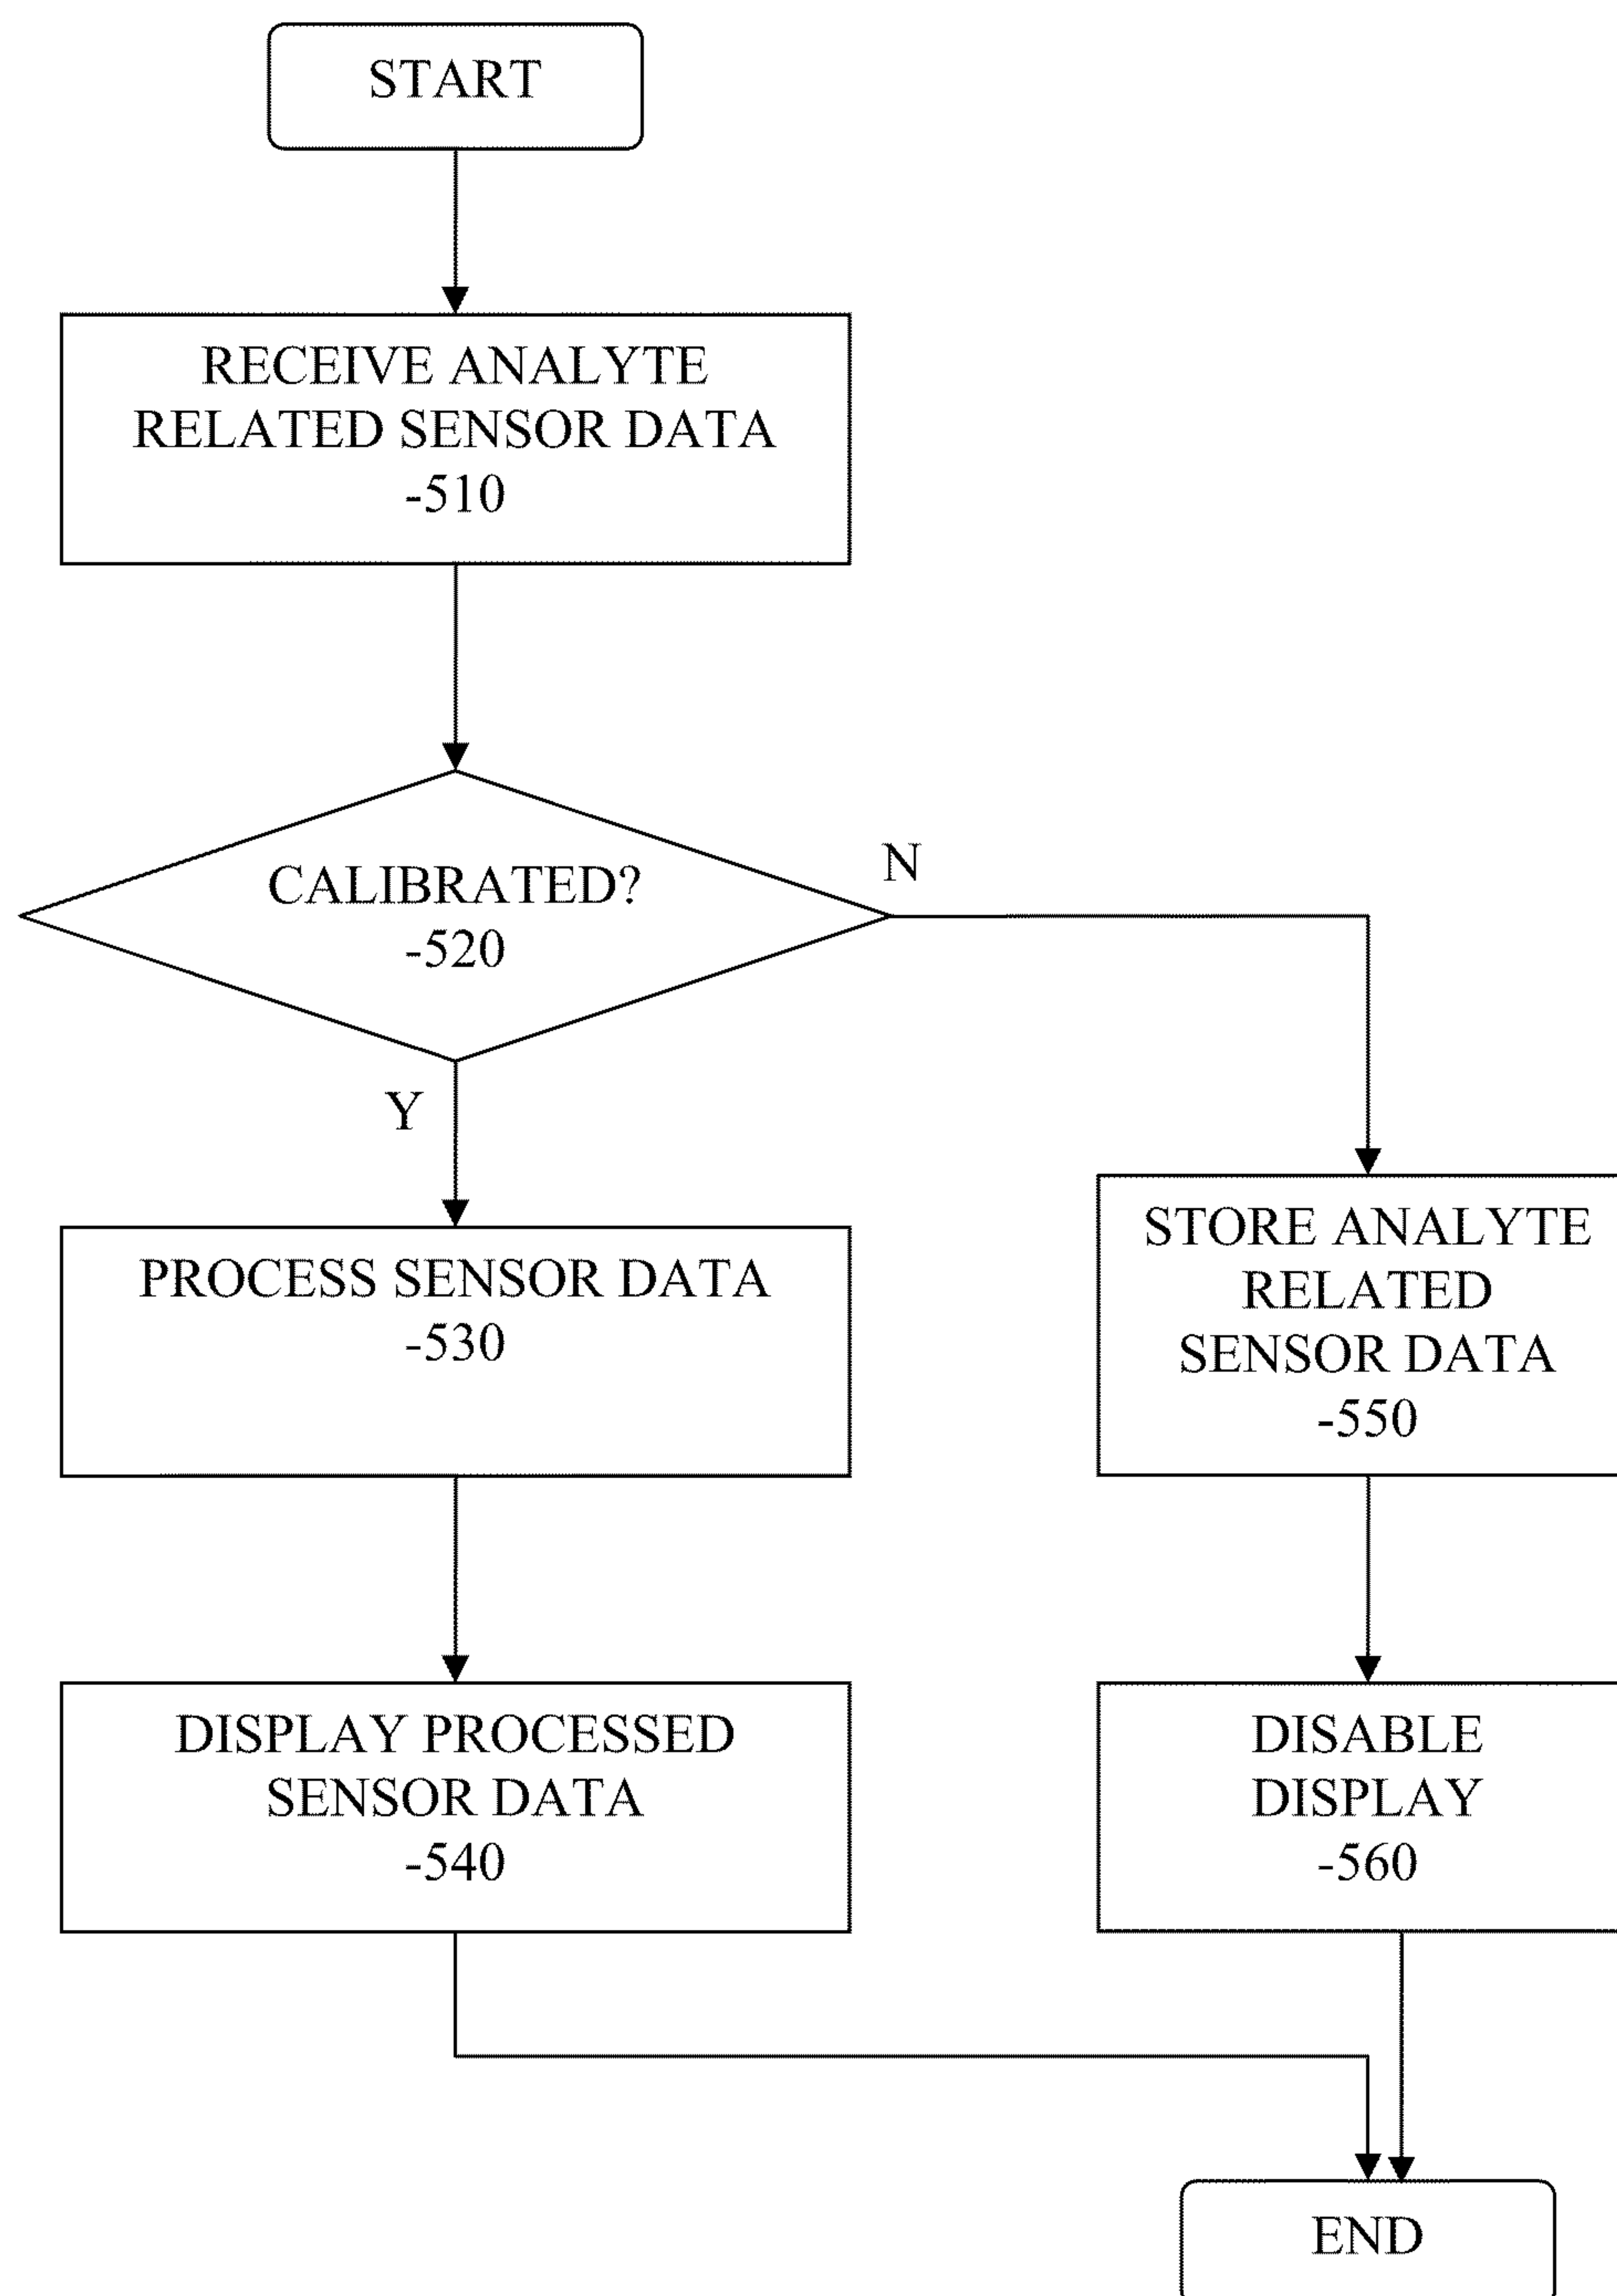 START
RECEIVE ANALYTE
RELATED SENSOR DATA
-510
CALIBRATED?
-520
N
Y
PROCESS SENSOR DATA
-530
STORE ANALYTE
RELATED
SENSOR DATA
-550
DISPLAY PROCESSED
SENSOR DATA
-540
DISABLE
DISPLAY
-560
END